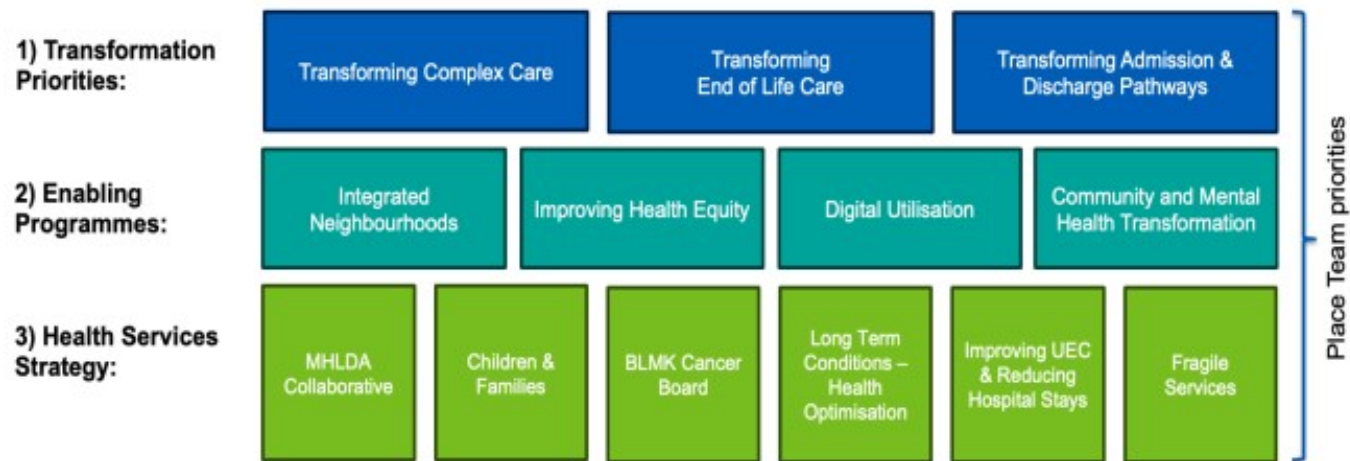 1) Transformation
Priorities:
Transforming Complex Care
Transforming
End of Life Care
Transforming Admission &
Discharge Pathways
2) Enabling
Programmes:
Integrated
Neighbourhoods
Improving Health Equity
Digital Utilisation
Community and Mental
Health Transformation
3) Health Services
Strategy:
MHLDA
Collaborative
Children &
Families
BLMK Cancer
Board
Long Term
Conditions –
Health
Optimisation
Improving UEC
& Reducing
Hospital Stays
Fragile
Services
Place Team priorities